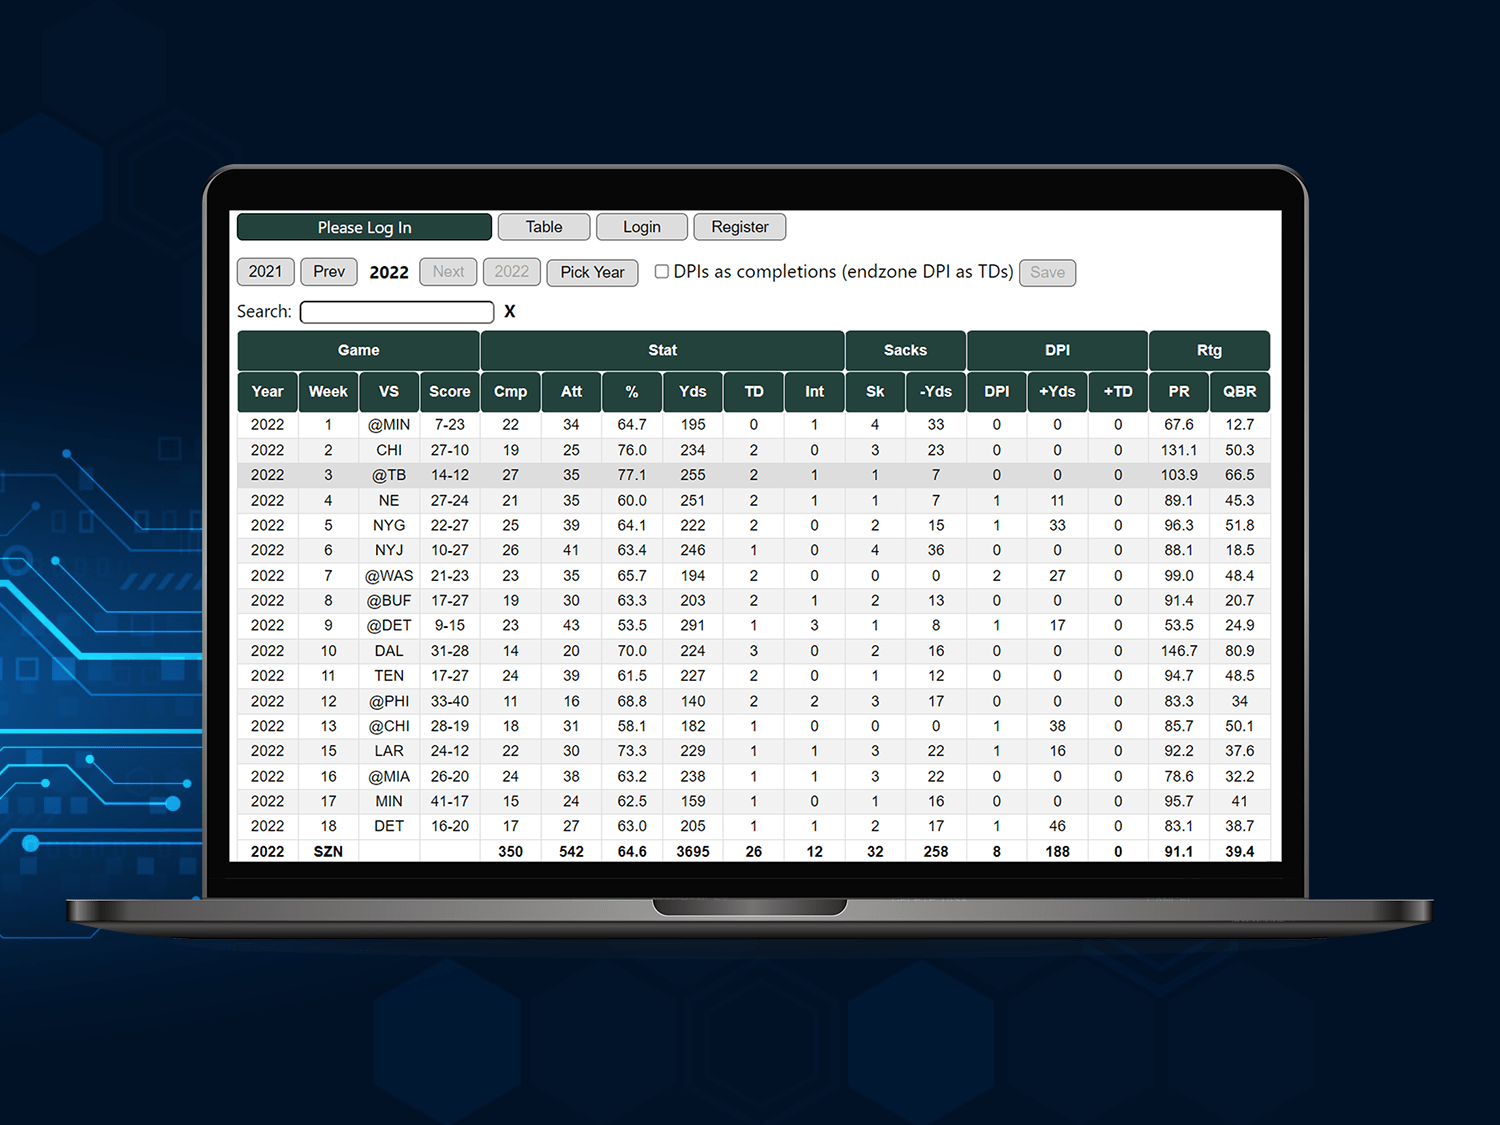 Please Log In Table Login Register
2021 Prev 2022 Next 2022 Pick Year DPIs as completions (endzone DPI as TDs) Save
Search: X
Game Stat Sacks DPI Rtg
Year Week VS Score Cmp Att % Yds TD Int Sk -Yds DPI +Yds +TD PR QBR
2022 1 @MIN 7-23 22 34 64.7 195 0 1 4 33 0 0 0 67.6 12.7
2022 2 CHI 27-10 19 25 76.0 234 2 0 3 23 0 0 0 131.1 50.3
2022 3 @TB 14-12 27 35 77.1 255 2 1 1 7 0 0 0 103.9 66.5
2022 4 NE 27-24 21 35 60.0 251 2 1 1 7 1 11 0 89.1 45.3
2022 5 NYG 22-27 25 39 64.1 222 2 0 2 15 1 33 0 96.3 51.8
2022 6 NYJ 10-27 26 41 63.4 246 1 0 4 36 0 0 0 88.1 18.5
2022 7 @WAS 21-23 23 35 65.7 194 2 0 0 0 2 27 0 99.0 48.4
2022 8 @BUF 17-27 19 30 63.3 203 2 1 2 13 0 0 0 91.4 20.7
2022 9 @DET 9-15 23 43 53.5 291 1 3 1 8 1 17 0 53.5 24.9
2022 10 DAL 31-28 14 20 70.0 224 3 0 2 16 0 0 0 146.7 80.9
2022 11 TEN 17-27 24 39 61.5 227 2 0 1 12 0 0 0 94.7 48.5
2022 12 @PHI 33-40 11 16 68.8 140 2 2 3 17 0 0 0 83.3 34
2022 13 @CHI 28-19 18 31 58.1 182 1 0 0 0 1 38 0 85.7 50.1
2022 15 LAR 24-12 22 30 73.3 229 1 1 3 22 1 16 0 92.2 37.6
2022 16 @MIA 26-20 24 38 63.2 238 1 1 3 22 0 0 0 78.6 32.2
2022 17 MIN 41-17 15 24 62.5 159 1 0 1 16 0 0 0 95.7 41
2022 18 DET 16-20 17 27 63.0 205 1 1 2 17 1 46 0 83.1 38.7
2022 SZN 350 542 64.6 3695 26 12 32 258 8 188 0 91.1 39.4